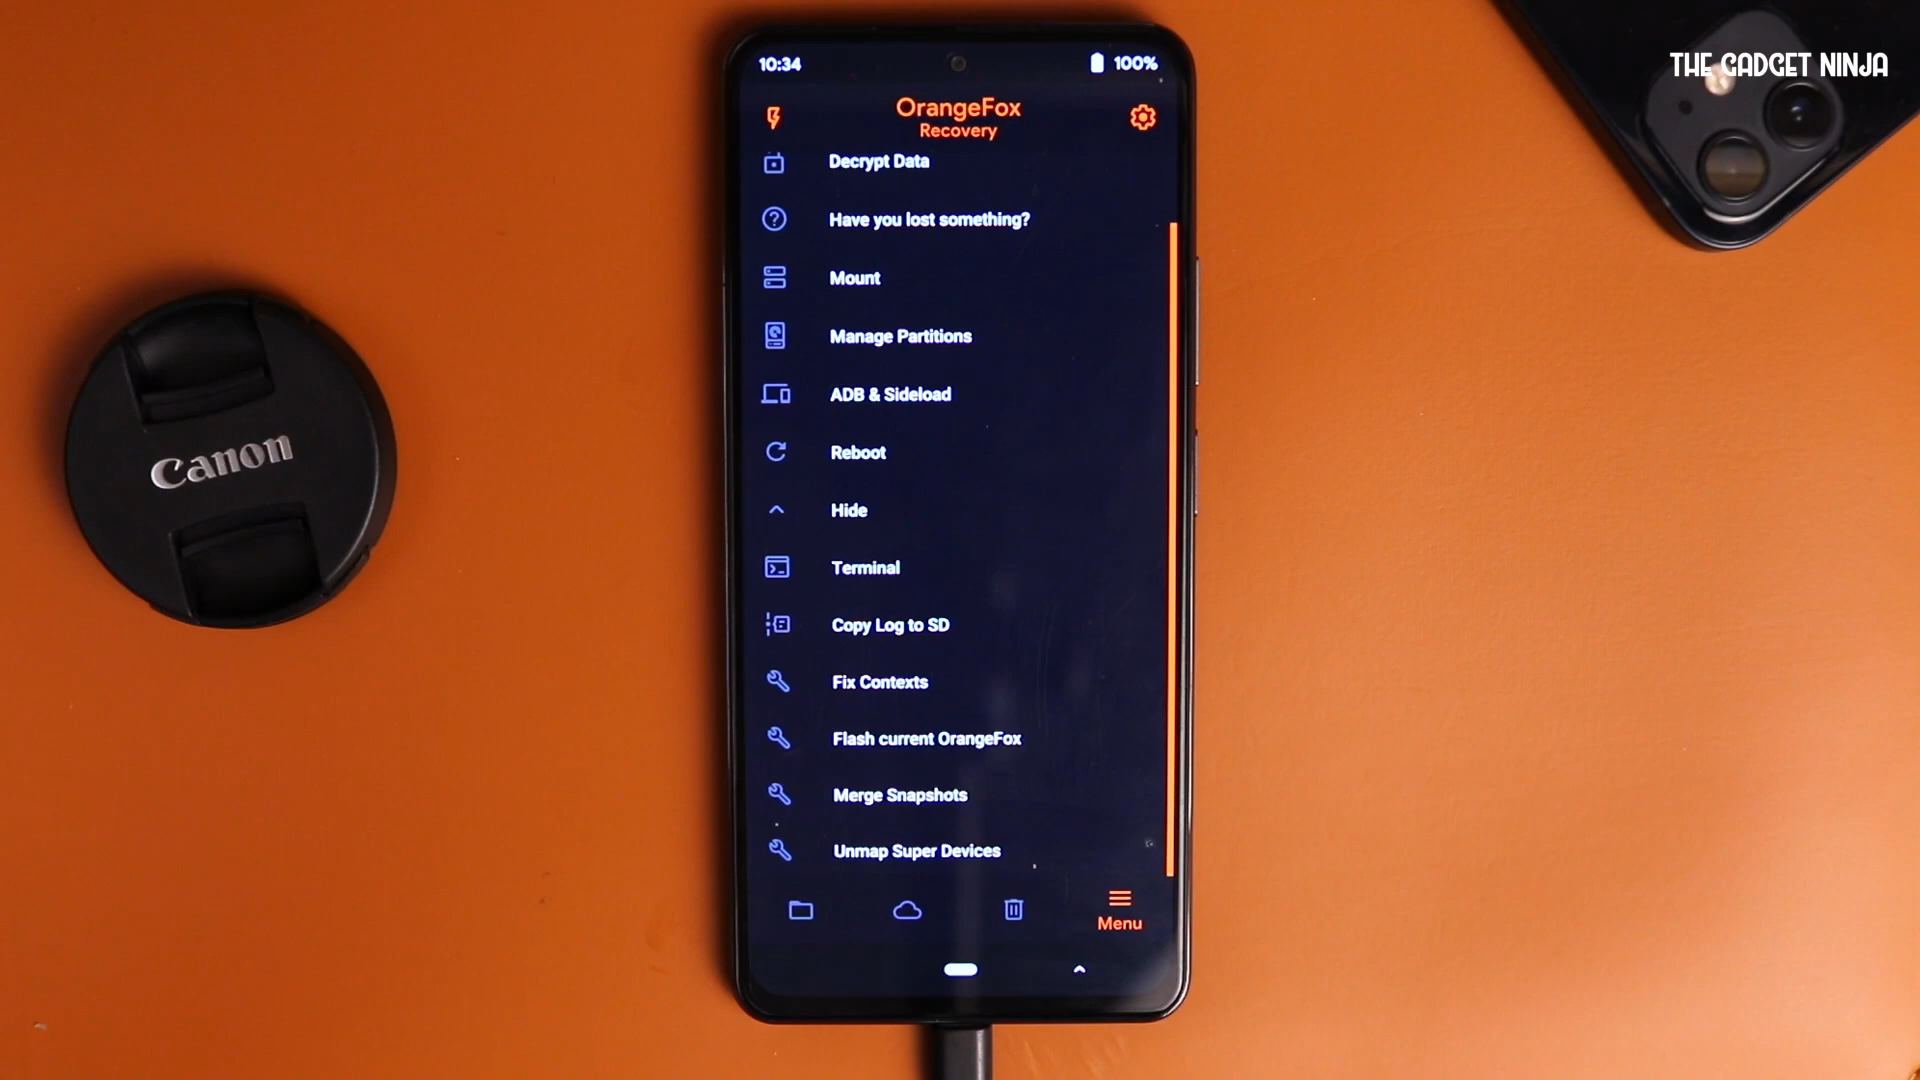 THE GADGET NINJA
10:34
100%
OrangeFox
Recovery
Decrypt Data
Have you lost something?
Mount
Manage Partitions
ADB & Sideload
Reboot
Hide
Terminal
Copy Log to SD
Fix Contexts
Flash current OrangeFox
Merge Snapshots
Unmap Super Devices
Menu
Canon